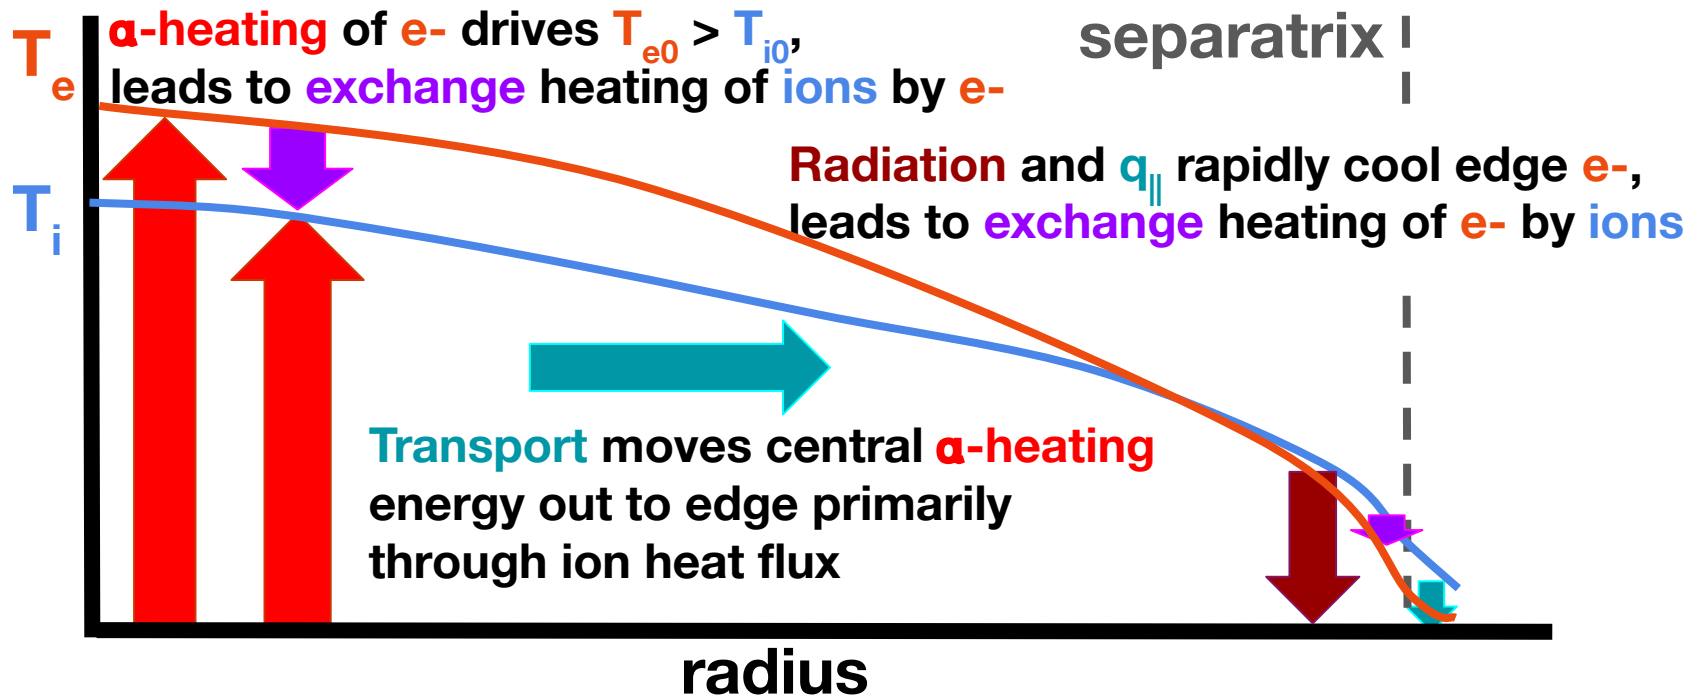 Tₑ
α-heating of e- drives Tₑ₀ > Tᵢ₀,
leads to exchange heating of ions by e-
separatrix
Radiation and q∥ rapidly cool edge e-,
leads to exchange heating of e- by ions
Tᵢ
Transport moves central α-heating
energy out to edge primarily
through ion heat flux
radius